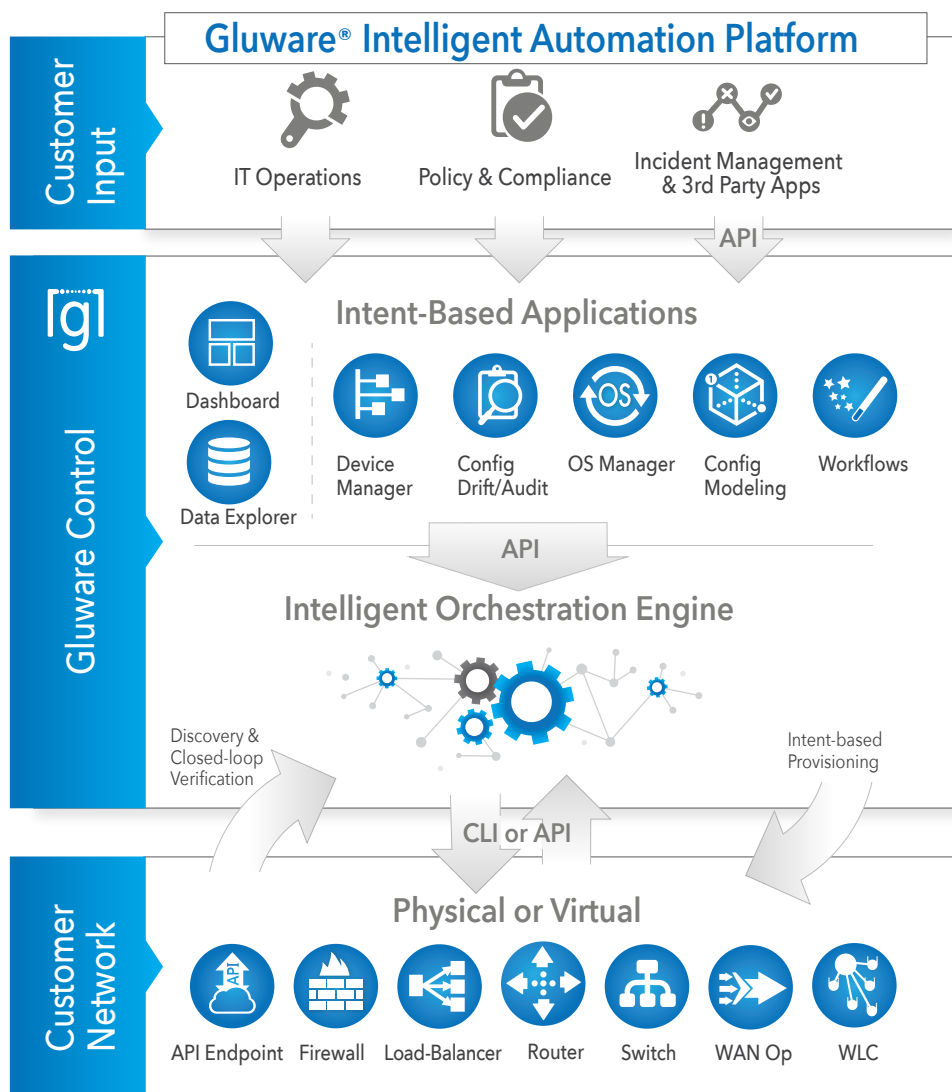 Gluware® Intelligent Automation Platform
Customer
Input
IT Operations
Policy & Compliance
Incident Management
& 3rd Party Apps
API
[g]
Gluware Control
Intent-Based Applications
Dashboard
Data Explorer
Device
Manager
Config
Drift/Audit
OS
OS Manager
1
Config
Modeling
Workflows
API
Intelligent Orchestration Engine
Discovery &
Closed-loop
Verification
Intent-based
Provisioning
CLI or API
Customer
Network
Physical or Virtual
API
API Endpoint
Firewall
Load-Balancer
Router
Switch
WAN Op
WLC